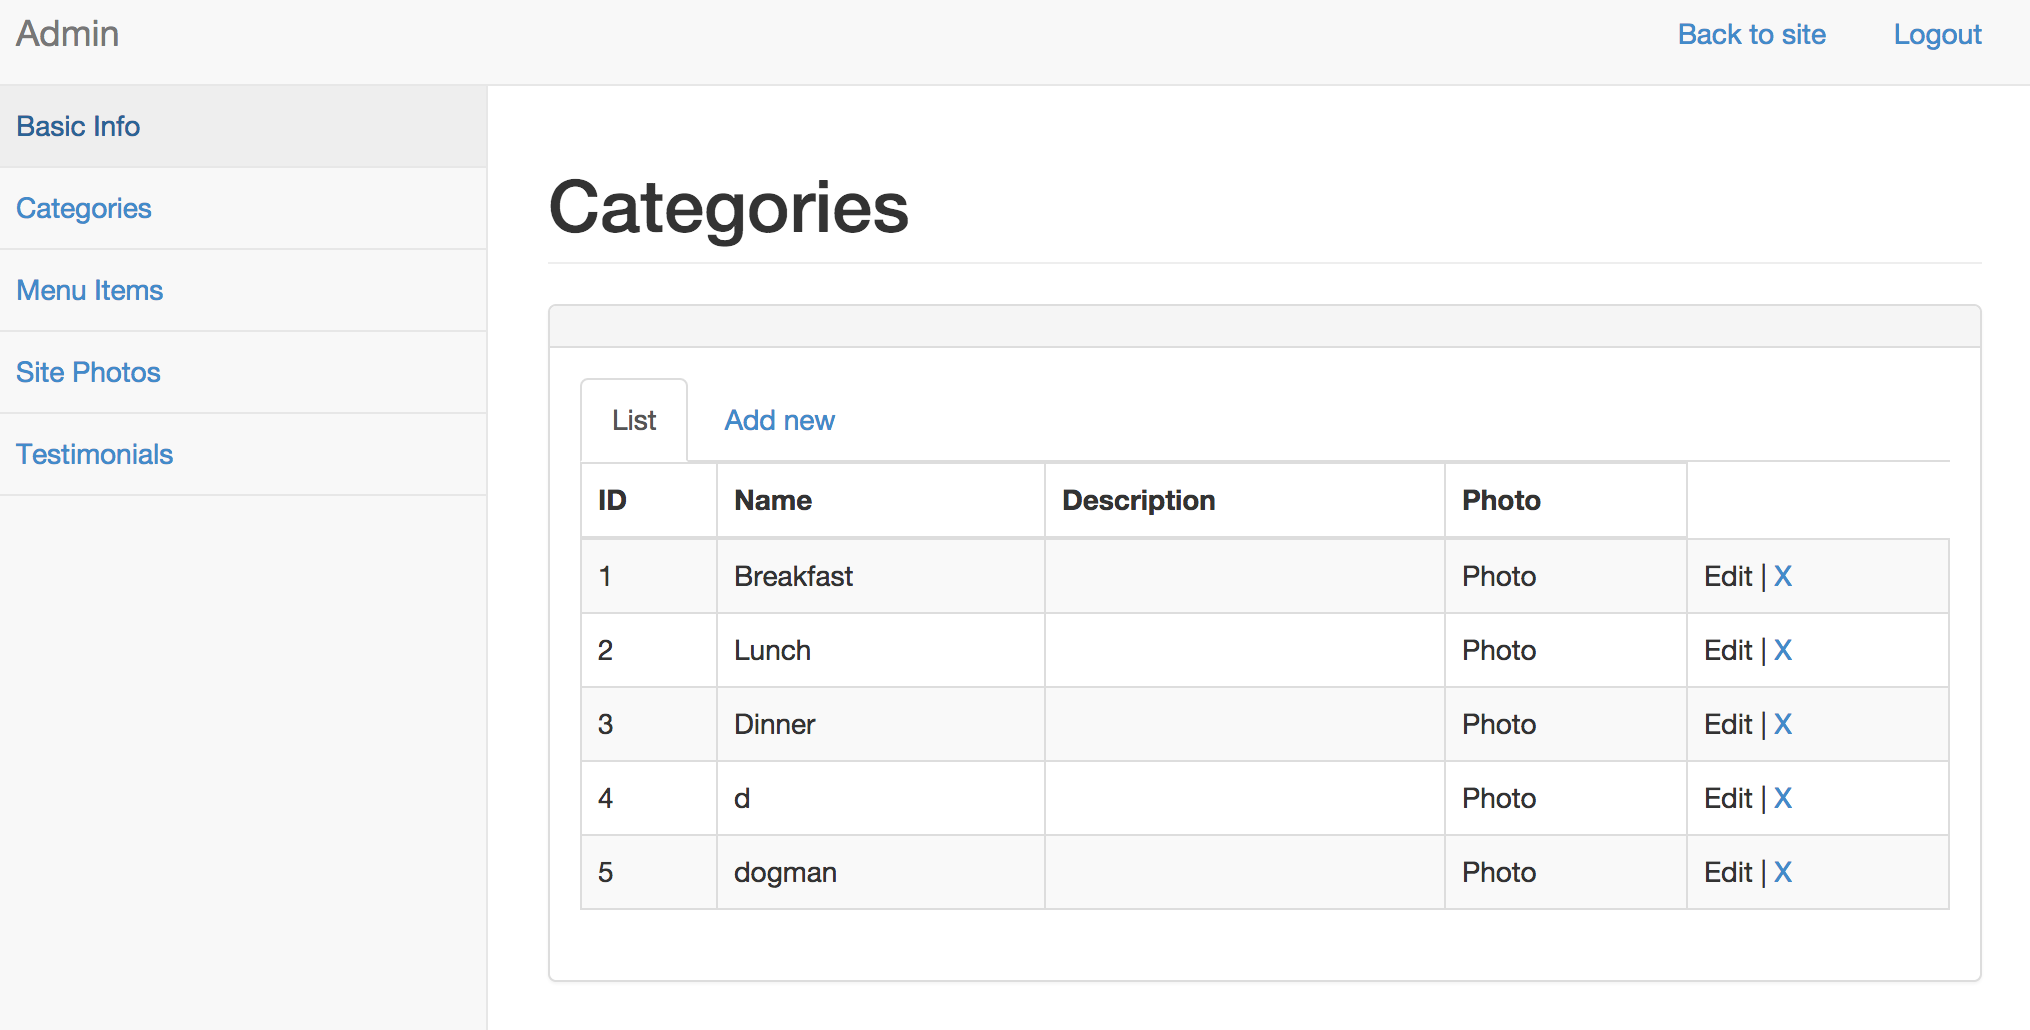 Admin Back to site Logout
Basic Info
Categories
Menu Items
Site Photos
Testimonials
Categories
List Add new
ID Name Description Photo
1 Breakfast Photo Edit | X
2 Lunch Photo Edit | X
3 Dinner Photo Edit | X
4 d Photo Edit | X
5 dogman Photo Edit | X